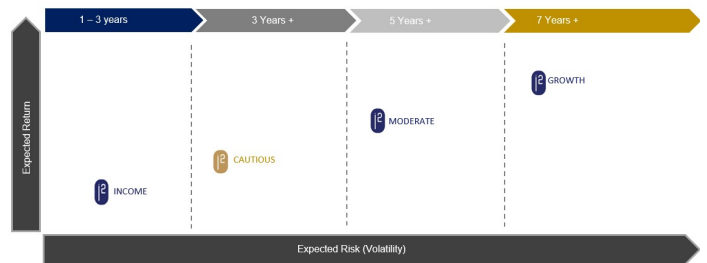 1 – 3 years
3 Years +
5 Years +
7 Years +
Expected Return
GROWTH
MODERATE
CAUTIOUS
INCOME
Expected Risk (Volatility)